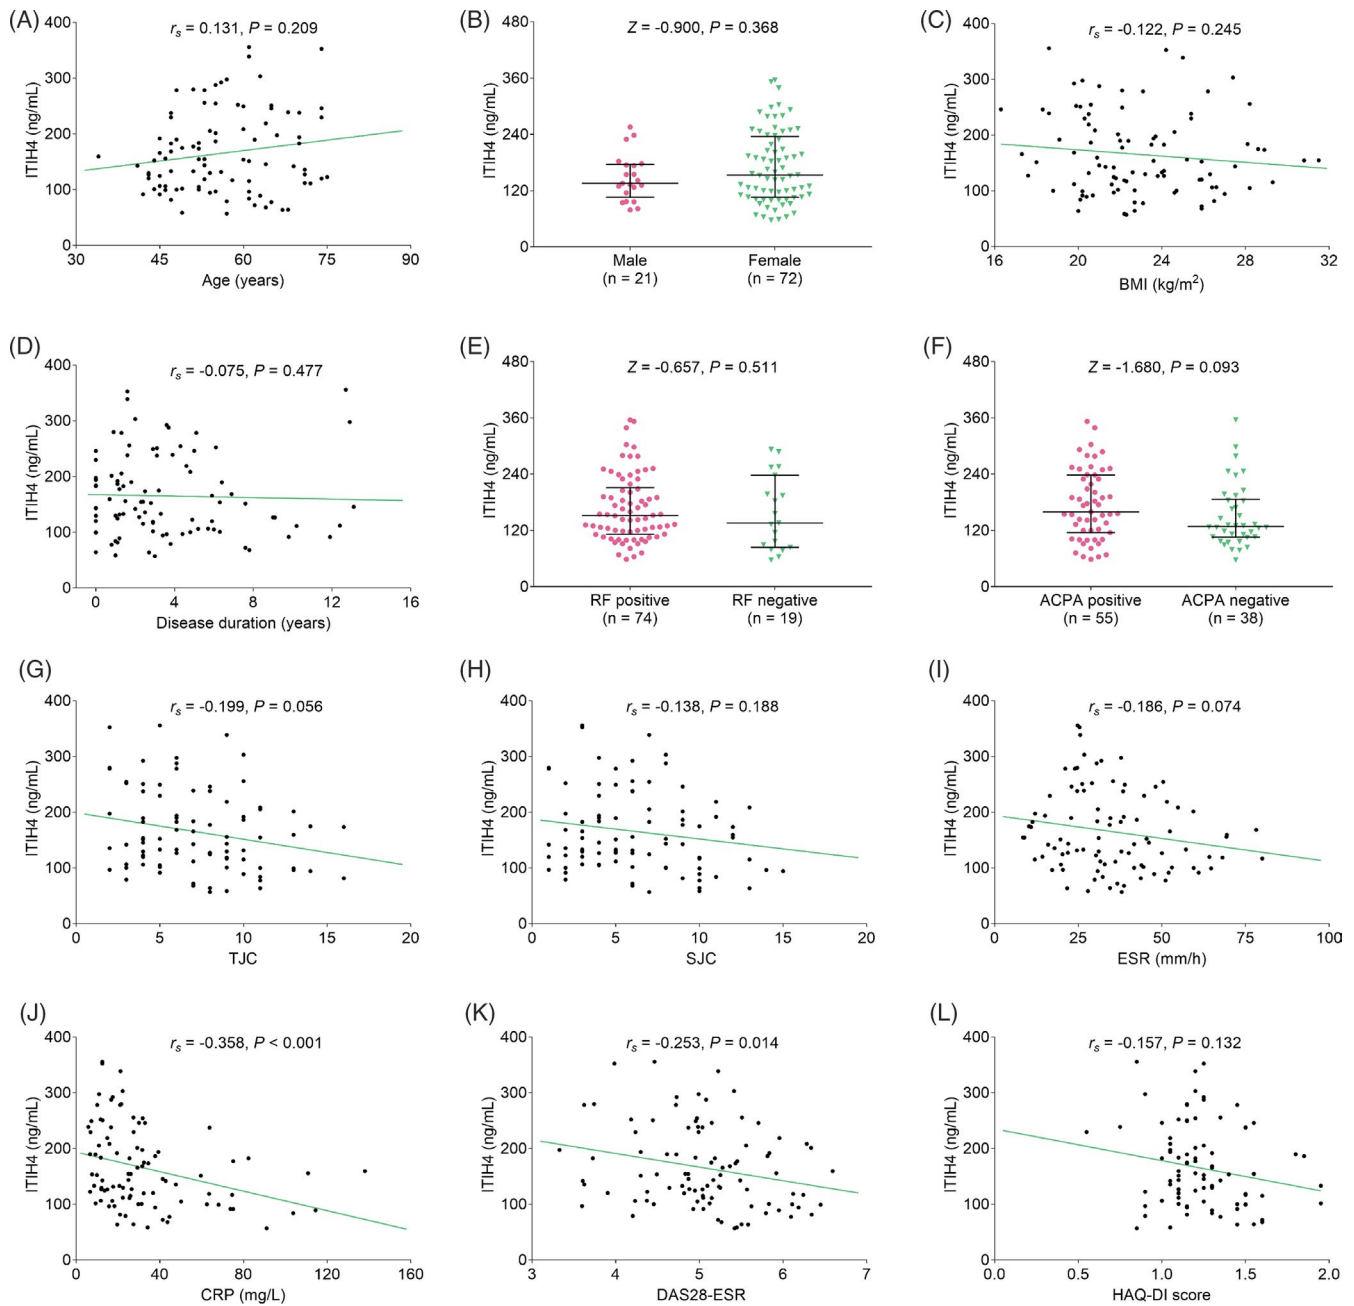 (A)
r_s = 0.131, P = 0.209
ITIH4 (ng/mL)
400
300
200
100
0
30 45 60 75 90
Age (years)
(B)
Z = -0.900, P = 0.368
ITIH4 (ng/mL)
480
360
240
120
0
Male Female
(n = 21) (n = 72)
(C)
r_s = -0.122, P = 0.245
ITIH4 (ng/mL)
400
300
200
100
0
16 20 24 28 32
BMI (kg/m²)
(D)
r_s = -0.075, P = 0.477
ITIH4 (ng/mL)
400
300
200
100
0
0 4 8 12 16
Disease duration (years)
(E)
Z = -0.657, P = 0.511
ITIH4 (ng/mL)
480
360
240
120
0
RF positive RF negative
(n = 74) (n = 19)
(F)
Z = -1.680, P = 0.093
ITIH4 (ng/mL)
480
360
240
120
0
ACPA positive ACPA negative
(n = 55) (n = 38)
(G)
r_s = -0.199, P = 0.056
ITIH4 (ng/mL)
400
300
200
100
0
0 5 10 15 20
TJC
(H)
r_s = -0.138, P = 0.188
ITIH4 (ng/mL)
400
300
200
100
0
0 5 10 15 20
SJC
(I)
r_s = -0.186, P = 0.074
ITIH4 (ng/mL)
400
300
200
100
0
0 25 50 75 100
ESR (mm/h)
(J)
r_s = -0.358, P < 0.001
ITIH4 (ng/mL)
400
300
200
100
0
0 40 80 120 160
CRP (mg/L)
(K)
r_s = -0.253, P = 0.014
ITIH4 (ng/mL)
400
300
200
100
0
3 4 5 6 7
DAS28-ESR
(L)
r_s = -0.157, P = 0.132
ITIH4 (ng/mL)
400
300
200
100
0
0.0 0.5 1.0 1.5 2.0
HAQ-DI score